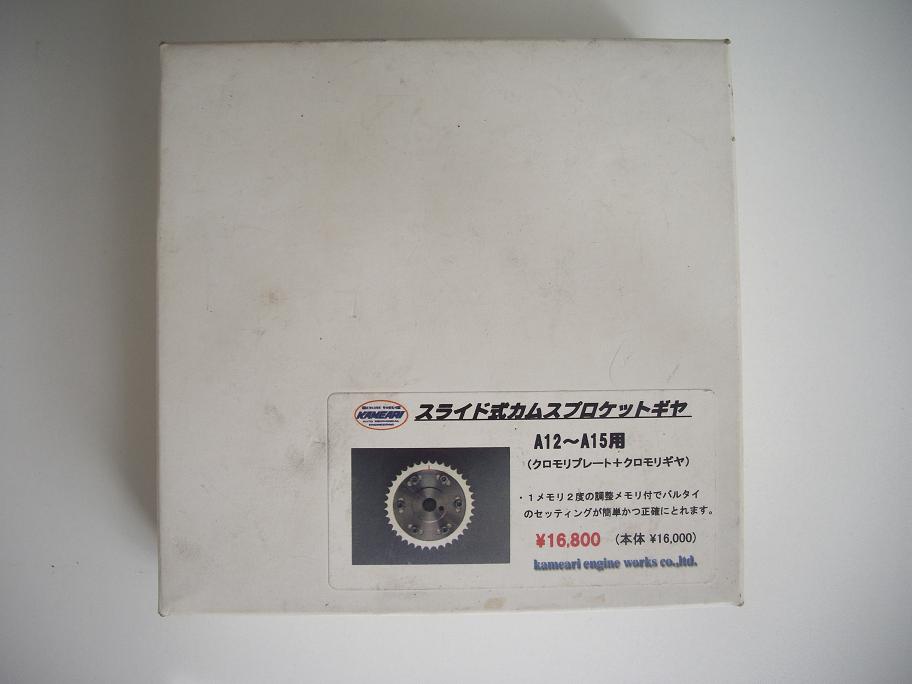 KAMEARI
スライド式カムスプロケットギヤ
A12～A15用
（クロモリプレート＋クロモリギヤ）
・１メモリ２度の調整メモリ付でバルタイ
のセッティングが簡単かつ正確にとれます。
¥16,800 （本体 ¥16,000）
kameari engine works co.,ltd.